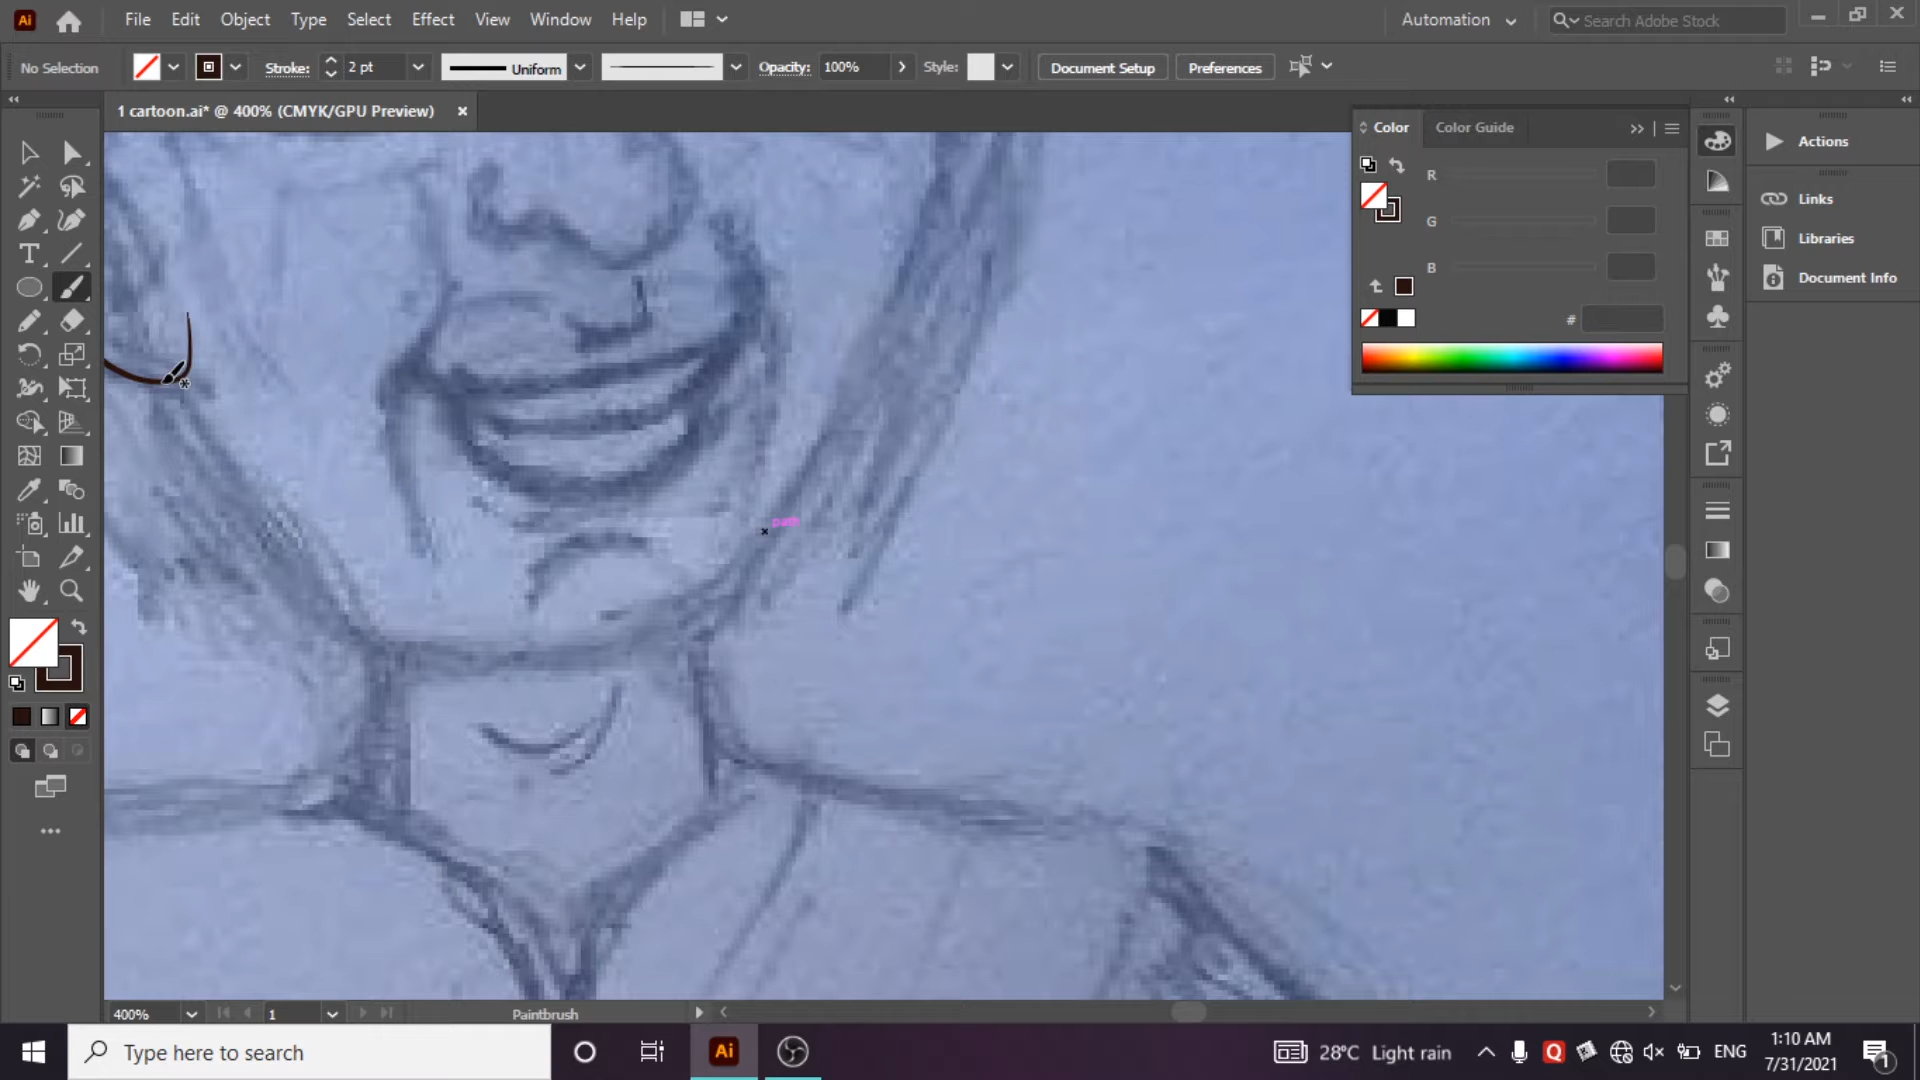 Ai File Edit Object Type Select Effect View Window Help Automation Search Adobe Stock
No Selection Stroke: 2 pt Uniform Opacity: 100% Style: Document Setup Preferences
1 cartoon.ai* @ 400% (CMYK/GPU Preview)
Color Color Guide
R
G
B
#
Actions
Links
Libraries
Document Info
T
path
400% 1 Paintbrush
Type here to search Ai Q 28°C Light rain ENG 1:10 AM
7/31/2021 1